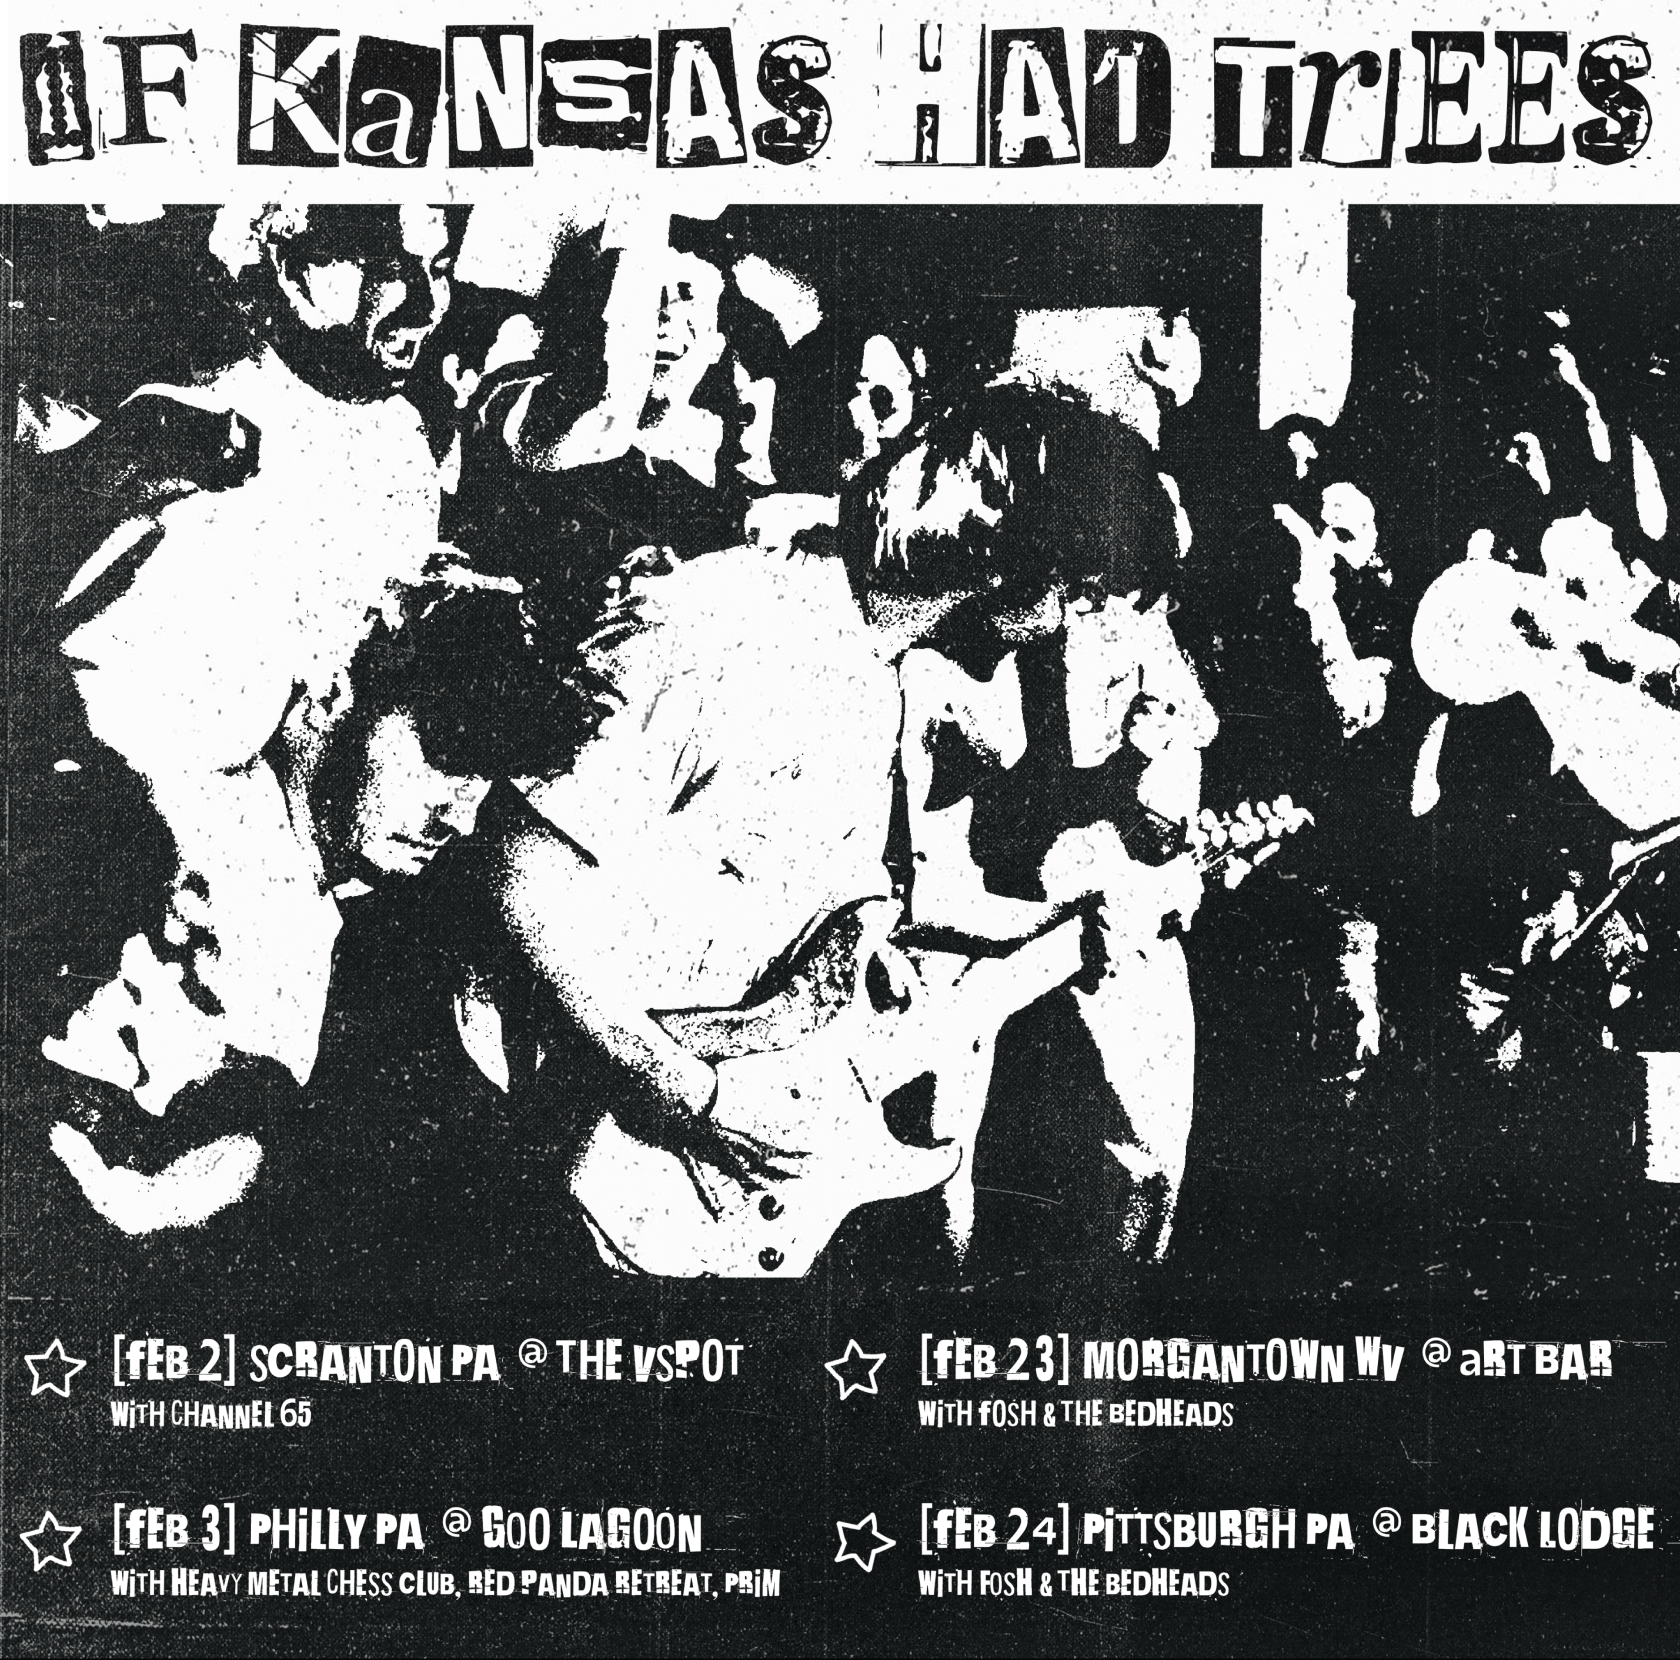 IF KaNSAS HAD TrEES
[fEB 2] SCRANTON PA @ THE VSPOT
WiTH CHANNEL 65
[fEB 3] PHiLLY PA @ GOO LAGOON
WiTH HEAVY METAL CHESS CLUB, RED PANDA RETREAT, PRiM
[fEB 23] MORGANTOWN WV @ aRT BAR
WiTH fOSH & THE BEDHEADS
[fEB 24] PiTTSBURGH PA @ BLACK LODGE
WiTH FOSH & THE BEDHEADS